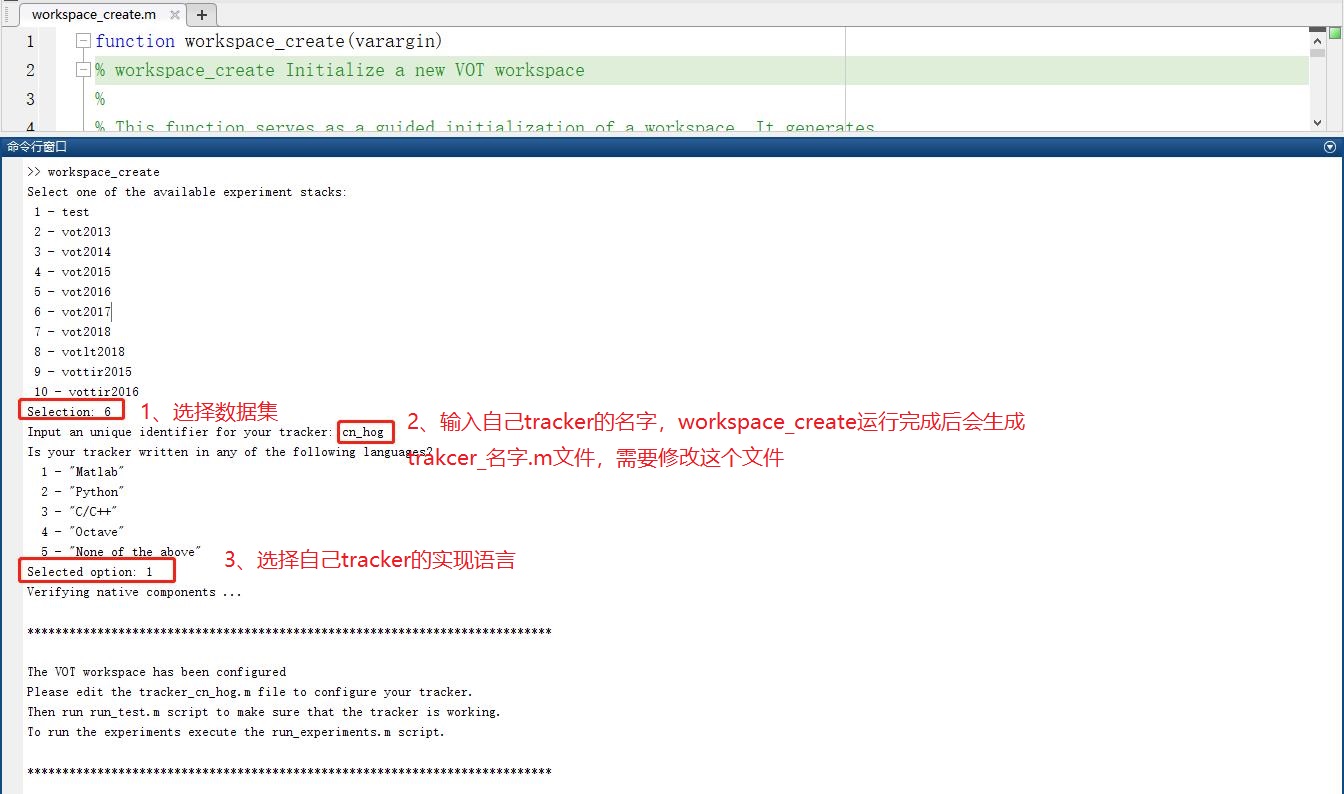 workspace_create.m
1 function workspace_create(varargin)
2 % workspace_create Initialize a new VOT workspace
3 %
4 % This function serves as a guided initialization of a workspace. It generates
命令行窗口
>> workspace_create
Select one of the available experiment stacks:
1 - test
2 - vot2013
3 - vot2014
4 - vot2015
5 - vot2016
6 - vot2017
7 - vot2018
8 - votlt2018
9 - vottir2015
10 - vottir2016
Selection: 6 1、选择数据集
Input an unique identifier for your tracker: cn_hog 2、输入自己tracker的名字，workspace_create运行完成后会生成
Is your tracker written in any of the following languages? trakcer_名字.m文件，需要修改这个文件
1 - "Matlab"
2 - "Python"
3 - "C/C++"
4 - "Octave"
5 - "None of the above"
Selected option: 1 3、选择自己tracker的实现语言
Verifying native components ...
***************************************************************************
The VOT workspace has been configured
Please edit the tracker_cn_hog.m file to configure your tracker.
Then run run_test.m script to make sure that the tracker is working.
To run the experiments execute the run_experiments.m script.
***************************************************************************